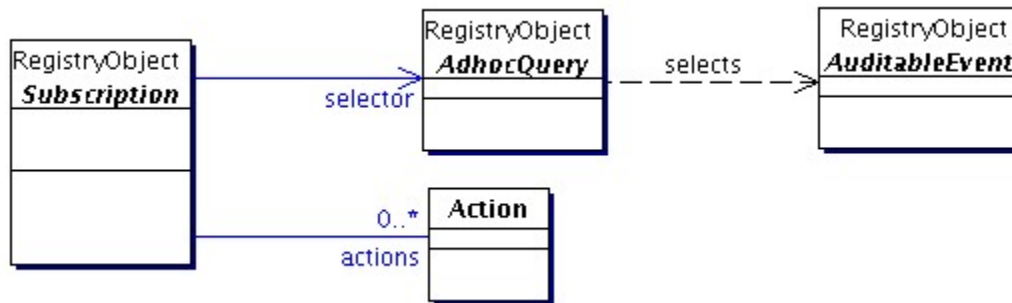 RegistryObject
Subscription
selector
RegistryObject
AdhocQuery
selects
RegistryObject
AuditableEvent
0..*
actions
Action